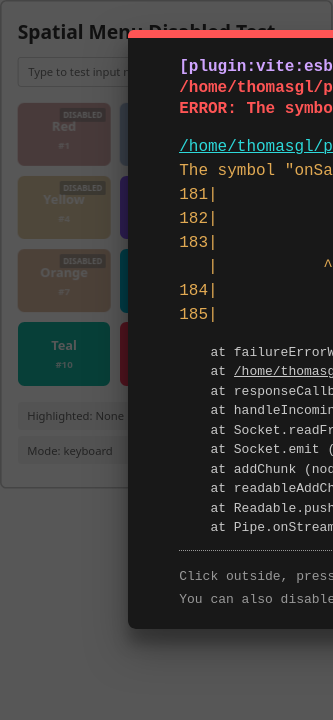 Spatial Menu Disabled Test
Type to test input
DISABLED
Red
#1
DISABLED
Yellow
#4
DISABLED
Orange
#7
Teal
#10
Highlighted: None
Mode: keyboard
[plugin:vite:esb
/home/thomasgl/p
ERROR: The symbo
/home/thomasgl/p
The symbol "onSa
181|
182|
183|
| ^
184|
185|
at failureErrorW
at /home/thomasg
at responseCallb
at handleIncomin
at Socket.readFr
at Socket.emit (
at addChunk (nod
at readableAddCh
at Readable.push
at Pipe.onStream
Click outside, press
You can also disable